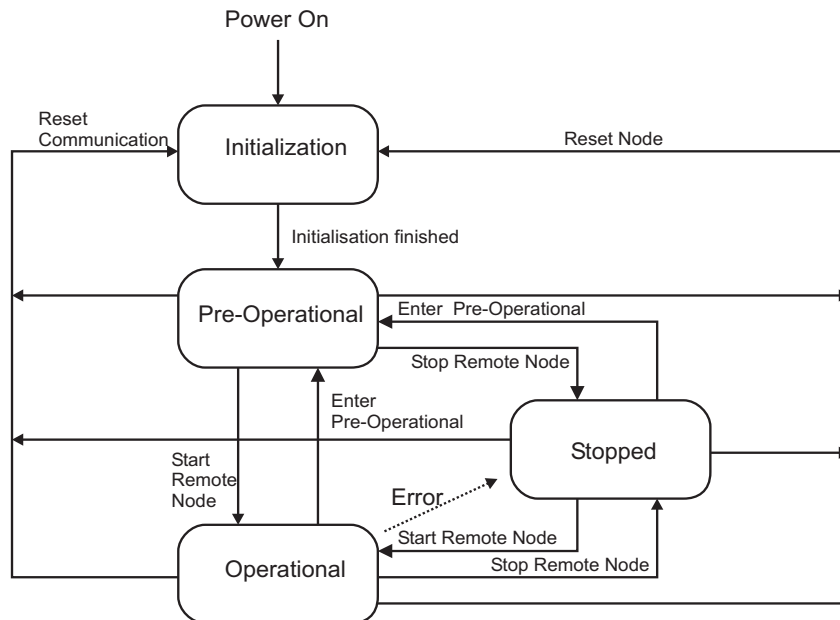 Power On
Reset
Communication
Initialization
Reset Node
Initialisation finished
Pre-Operational
Enter Pre-Operational
Stop Remote Node
Enter
Pre-Operational
Stopped
Start
Remote
Node
Error
Start Remote Node
Operational
Stop Remote Node